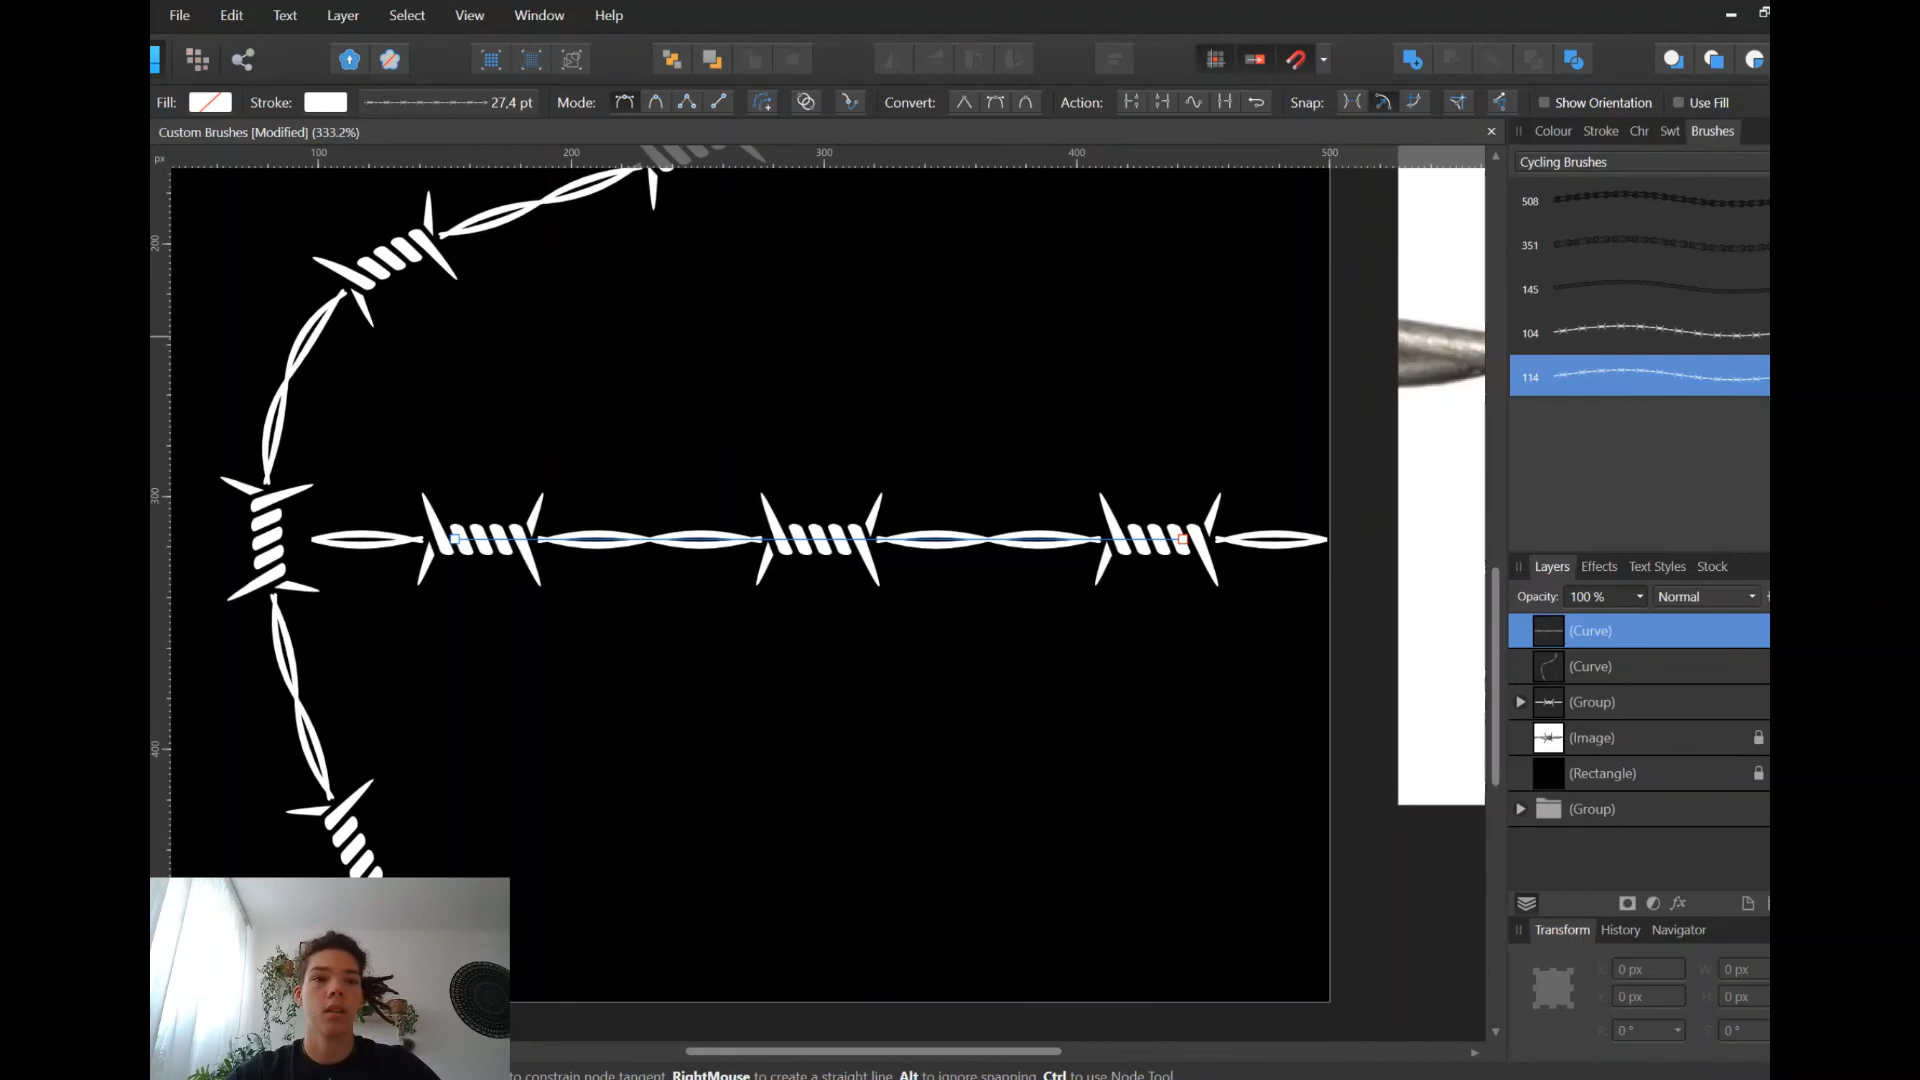 File Edit Text Layer Select View Window Help
Fill: Stroke: 27,4 pt Mode: Convert: Action: Snap: Show Orientation Use Fill
Custom Brushes [Modified] (333.2%)
Colour Stroke Chr Swt Brushes
px 100 200 300 400 500
Cycling Brushes
508
351
145
104
114
200
300
400
Layers Effects Text Styles Stock
Opacity: 100 % Normal
(Curve)
(Curve)
(Group)
(Image)
(Rectangle)
(Group)
fx
Transform History Navigator
X: 0 px W: 0 px
Y: 0 px H: 0 px
R: 0 ° S: 0 °
to constrain node tangent. RightMouse to create a straight line. Alt to ignore snapping. Ctrl to use Node Tool.